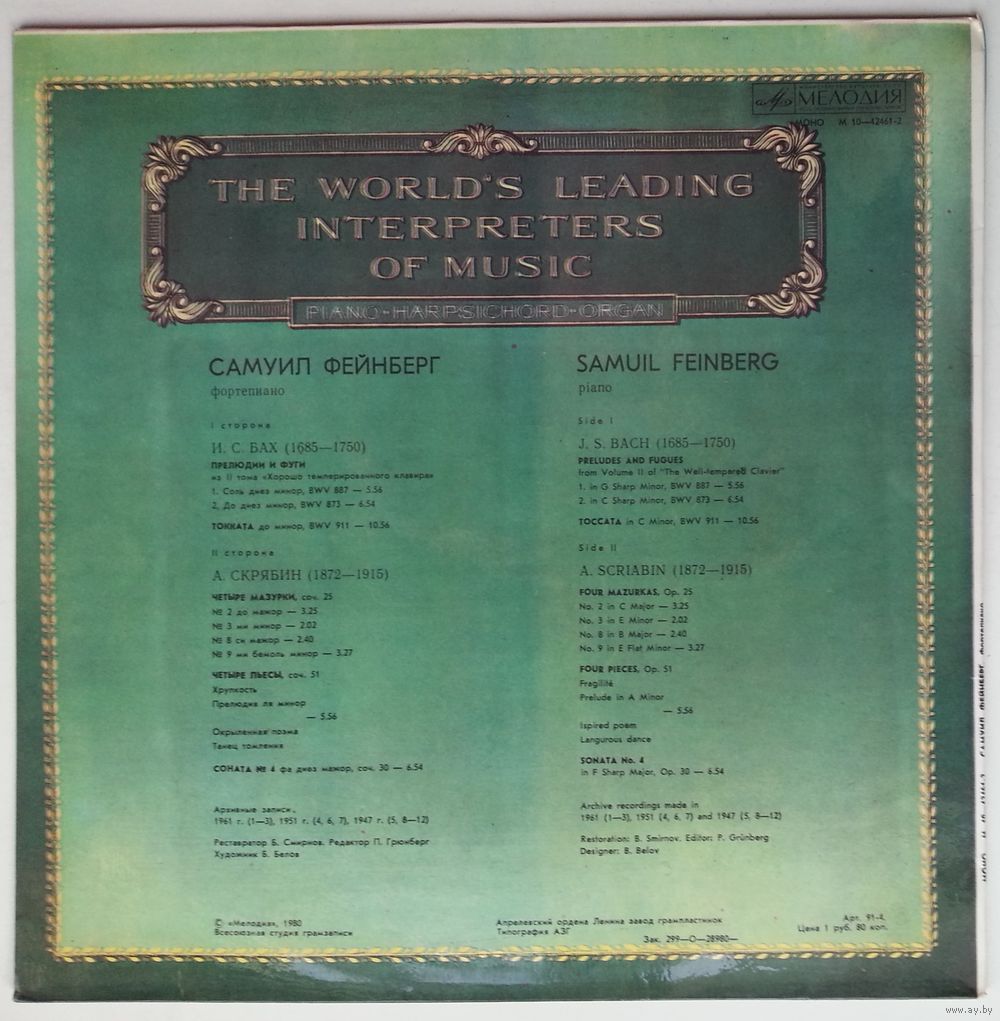 МЕЛОДИЯ
МОНО М 10—42461-2
THE WORLD'S LEADING
INTERPRETERS
OF MUSIC
PIANO-HARPSICHORD-ORGAN
САМУИЛ ФЕЙНБЕРГ
фортепиано
I сторона
И. С. БАХ (1685—1750)
ПРЕЛЮДИИ И ФУГИ
из II тома «Хорошо темперированного клавира»
1. Соль диез минор, BWV 887 — 5.56
2. До диез минор, BWV 873 — 6.54
ТОККАТА до минор, BWV 911 — 10.56
II сторона
А. СКРЯБИН (1872—1915)
ЧЕТЫРЕ МАЗУРКИ, соч. 25
№ 2 до мажор — 3.25
№ 3 ми минор — 2.02
№ 8 си мажор — 2.40
№ 9 ми бемоль минор — 3.27
ЧЕТЫРЕ ПЬЕСЫ, соч. 51
Хрупкость
Прелюдия ля минор
— 5.56
Окрыленная поэма
Танец томления
СОНАТА № 4 фа диез мажор, соч. 30 — 6.54
Архивные записи
1961 г. (1—3), 1951 г. (4, 6, 7), 1947 г. (5, 8—12)
Реставратор Б. Смирнов. Редактор П. Грюнберг
Художник Б. Белов
SAMUIL FEINBERG
piano
Side I
J. S. BACH (1685—1750)
PRELUDES AND FUGUES
from Volume II of "The Well-tempered Clavier"
1. in G Sharp Minor, BWV 887 — 5.56
2. in C Sharp Minor, BWV 873 — 6.54
TOCCATA in C Minor, BWV 911 — 10.56
Side II
A. SCRIABIN (1872—1915)
FOUR MAZURKAS, Op. 25
No. 2 in C Major — 3.25
No. 3 in E Minor — 2.02
No. 8 in B Major — 2.40
No. 9 in E Flat Minor — 3.27
FOUR PIECES, Op. 51
Fragilité
Prelude in A Minor
— 5.56
Ispired poem
Langurous dance
SONATA No. 4
in F Sharp Major, Op. 30 — 6.54
Archive recordings made in
1961 (1—3), 1951 (4, 6, 7) and 1947 (5, 8—12)
Restoration: B. Smirnov. Editor: P. Grünberg
Designer: B. Belov
© «Мелодия», 1980
Всесоюзная студия грамзаписи
Апрелевский ордена Ленина завод грампластинок
Типография АЗГ
Зак. 299—О—28980—
Арт. 91-4.
Цена 1 руб. 80 коп.
САМУИЛ ФЕЙНБЕРГ фортепиано
www.ay.by